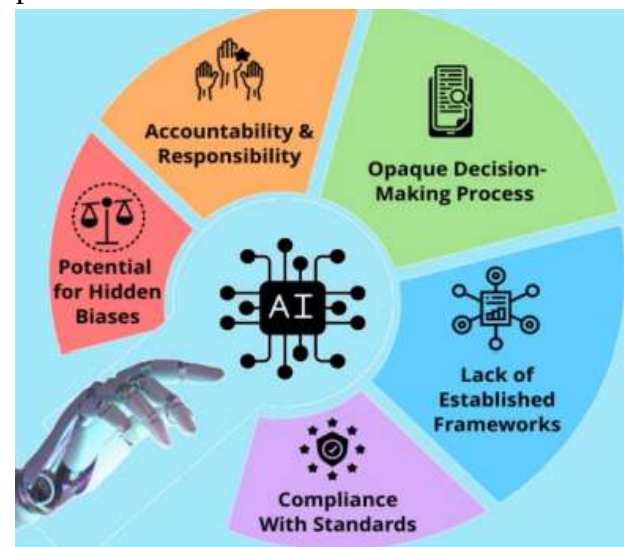 Accountability &
Responsibility
Opaque Decision-
Making Process
Potential
for Hidden
Biases
AI
Lack of
Established
Frameworks
Compliance
With Standards